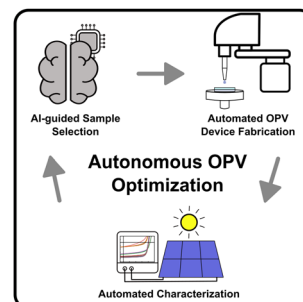 AI-guided Sample
Selection
Automated OPV
Device Fabrication
Autonomous OPV
Optimization
Automated Characterization